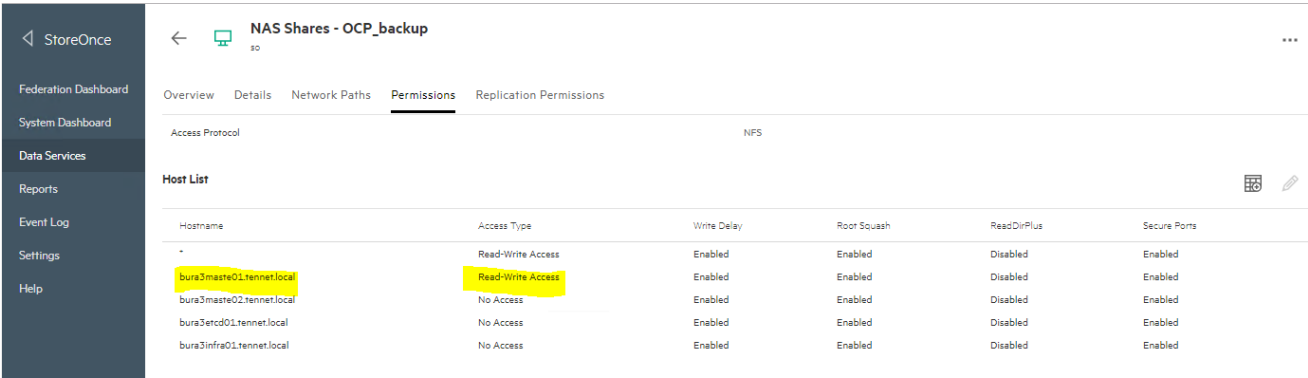 StoreOnce
Federation Dashboard
System Dashboard
Data Services
Reports
Event Log
Settings
Help
NAS Shares - OCP_backup
so
Overview Details Network Paths Permissions Replication Permissions
Access Protocol NFS
Host List
Hostname Access Type Write Delay Root Squash ReadDirPlus Secure Ports
* Read-Write Access Enabled Enabled Disabled Enabled
bura3maste01.tennet.local Read-Write Access Enabled Enabled Disabled Enabled
bura3maste02.tennet.local No Access Enabled Enabled Disabled Enabled
bura3etcd01.tennet.local No Access Enabled Enabled Disabled Enabled
bura3infra01.tennet.local No Access Enabled Enabled Disabled Enabled